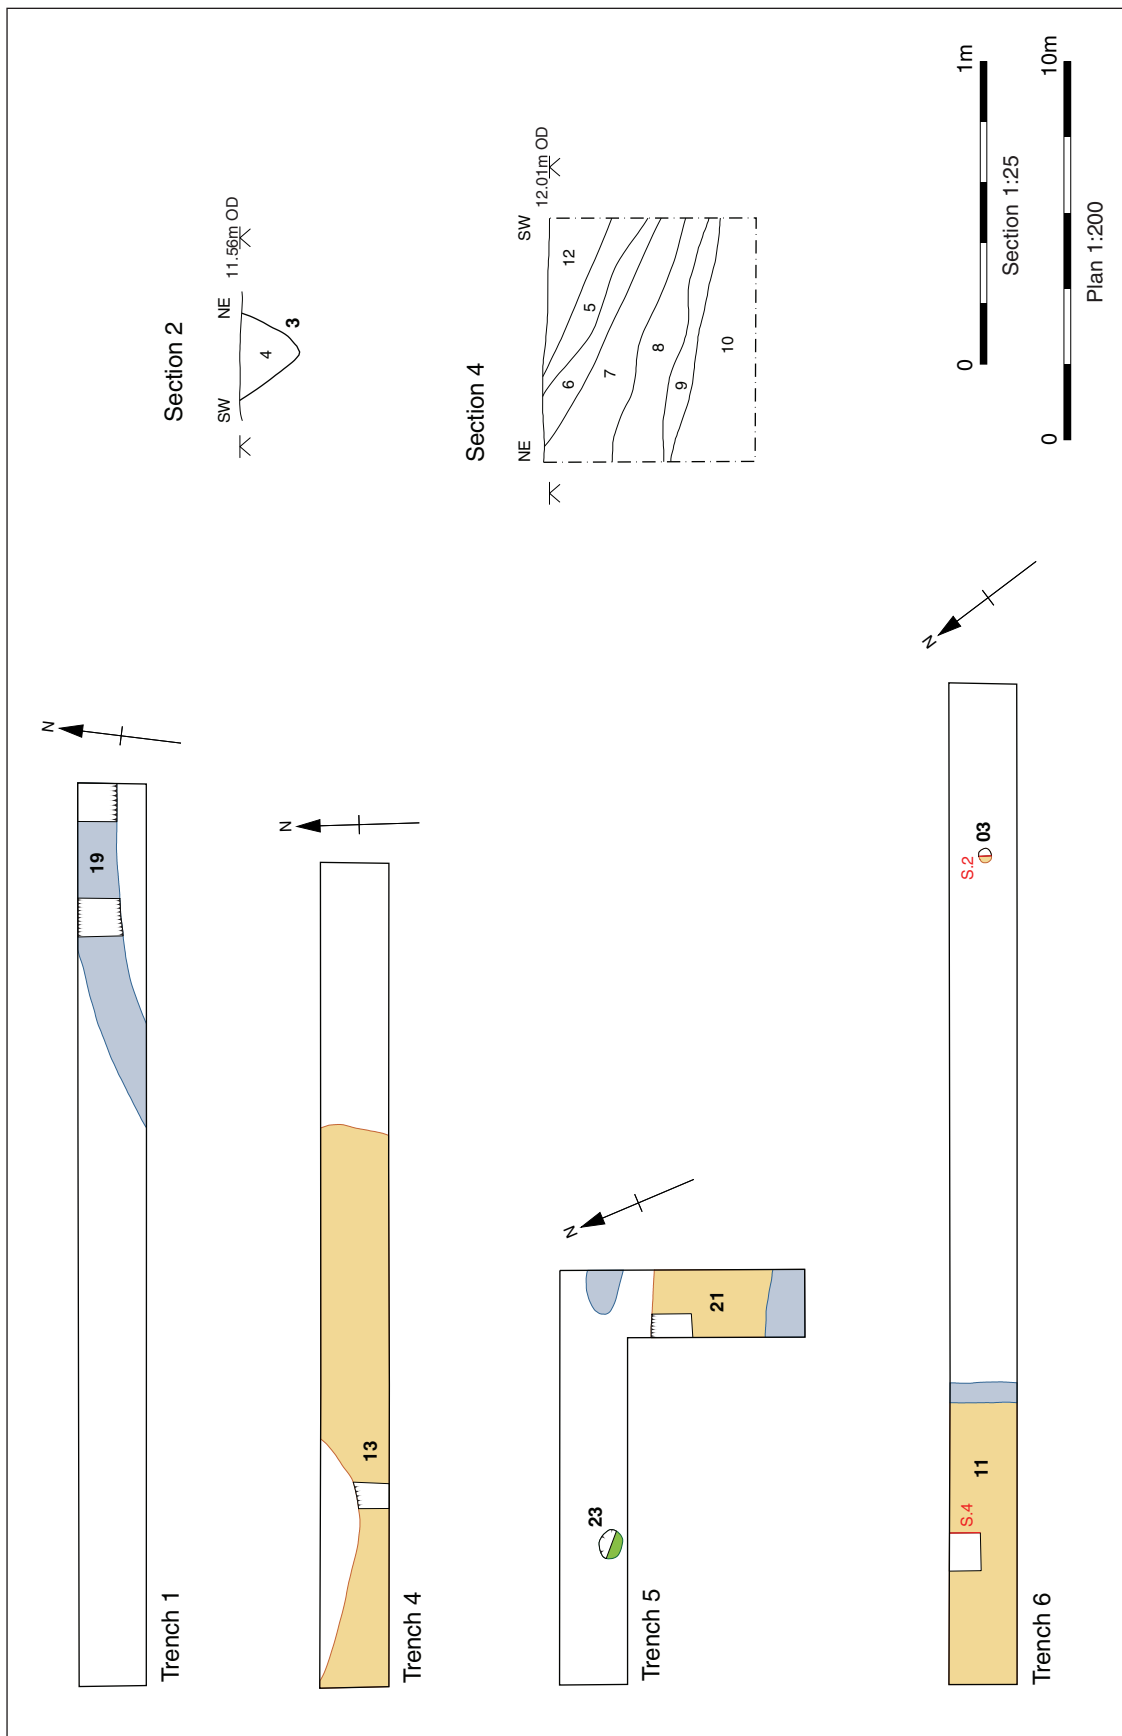 Trench 1
19
N
Trench 4
13
N
Trench 5
23
21
N
Trench 6
11
S.4
S.2
03
N
Section 2
SW
NE
11.56m OD
4
3
Section 4
NE
SW
12.01m OD
12
5
6
7
8
9
10
0
1m
Section 1:25
0
10m
Plan 1:200